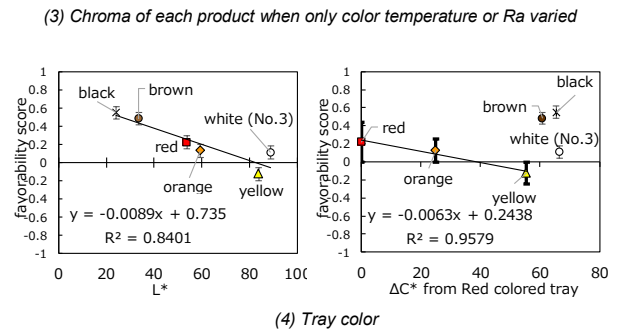 (3) Chroma of each product when only color temperature or Ra varied
1
0.8
0.6
0.4
0.2
0
-0.2
-0.4
-0.6
-0.8
-1
favorability score
black
brown
white (No.3)
red
orange
yellow
y = -0.0089x + 0.735
R² = 0.8401
0 20 40 60 80 100
L*
1
0.8
0.6
0.4
0.2
0
-0.2
-0.4
-0.6
-0.8
-1
favorability score
black
brown
red
white (No.3)
orange
yellow
y = -0.0063x + 0.2438
R² = 0.9579
0 20 40 60 80
ΔC* from Red colored tray
(4) Tray color